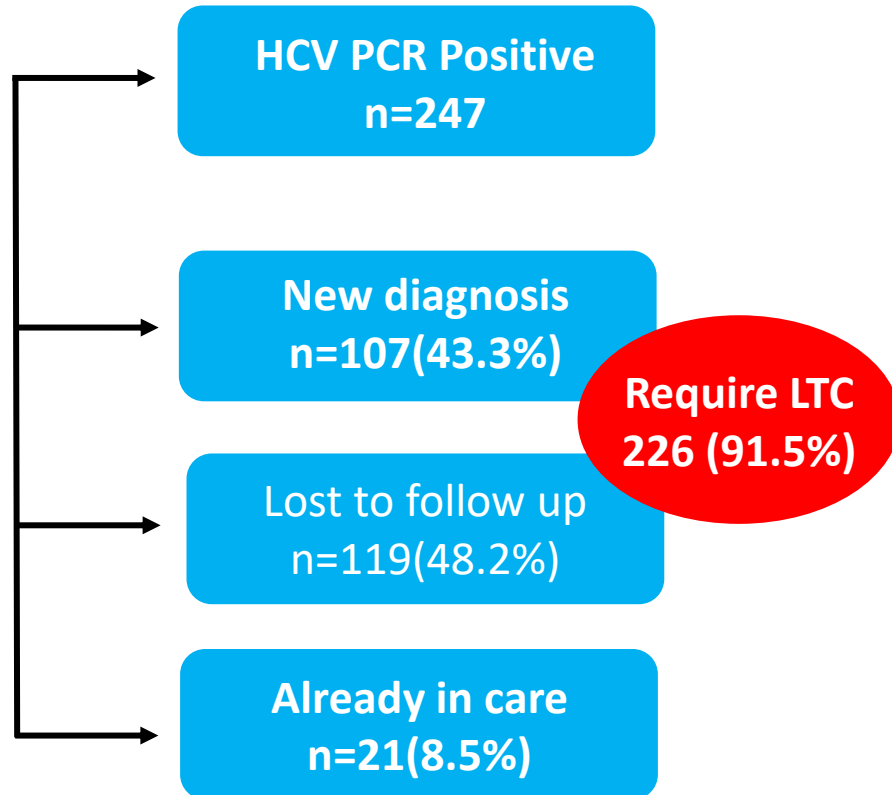 HCV PCR Positive
n=247
New diagnosis
n=107(43.3%)
Require LTC
226 (91.5%)
Lost to follow up
n=119(48.2%)
Already in care
n=21(8.5%)